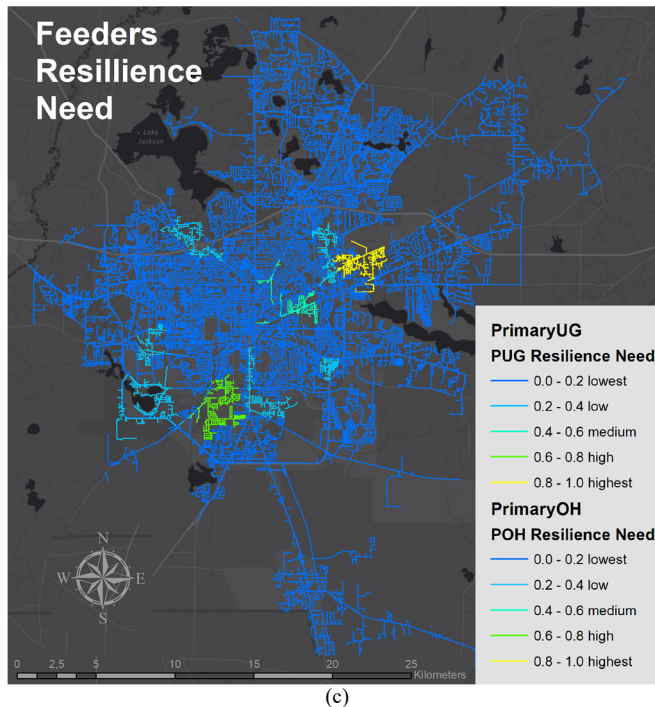 Feeders
Resillience
Need
Lake
Jackson
PrimaryUG
PUG Resilience Need
0.0 - 0.2 lowest
0.2 - 0.4 low
0.4 - 0.6 medium
0.6 - 0.8 high
0.8 - 1.0 highest
PrimaryOH
POH Resilience Need
0.0 - 0.2 lowest
0.2 - 0.4 low
0.4 - 0.6 medium
0.6 - 0.8 high
0.8 - 1.0 highest
N
W E
S
0 2.5 5 10 15 20 25
Kilometers
(c)